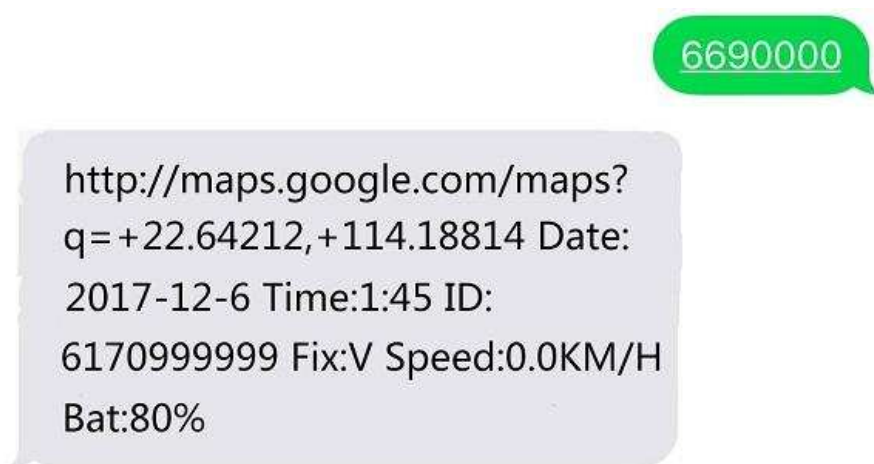 6690000
http://maps.google.com/maps?
q=+22.64212,+114.18814 Date:
2017-12-6 Time:1:45 ID:
6170999999 Fix:V Speed:0.0KM/H
Bat:80%